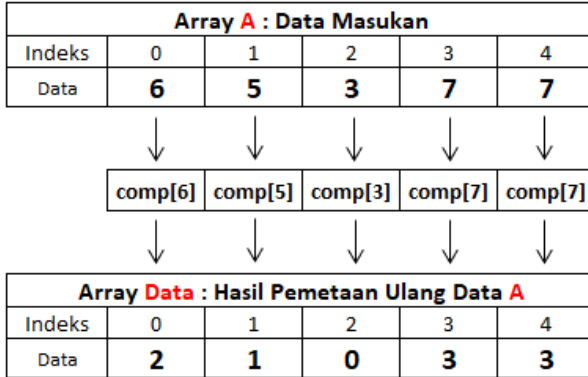 Array A : Data Masukan
Indeks 0 1 2 3 4
Data 6 5 3 7 7
comp[6] comp[5] comp[3] comp[7] comp[7]
Array Data : Hasil Pemetaan Ulang Data A
Indeks 0 1 2 3 4
Data 2 1 0 3 3